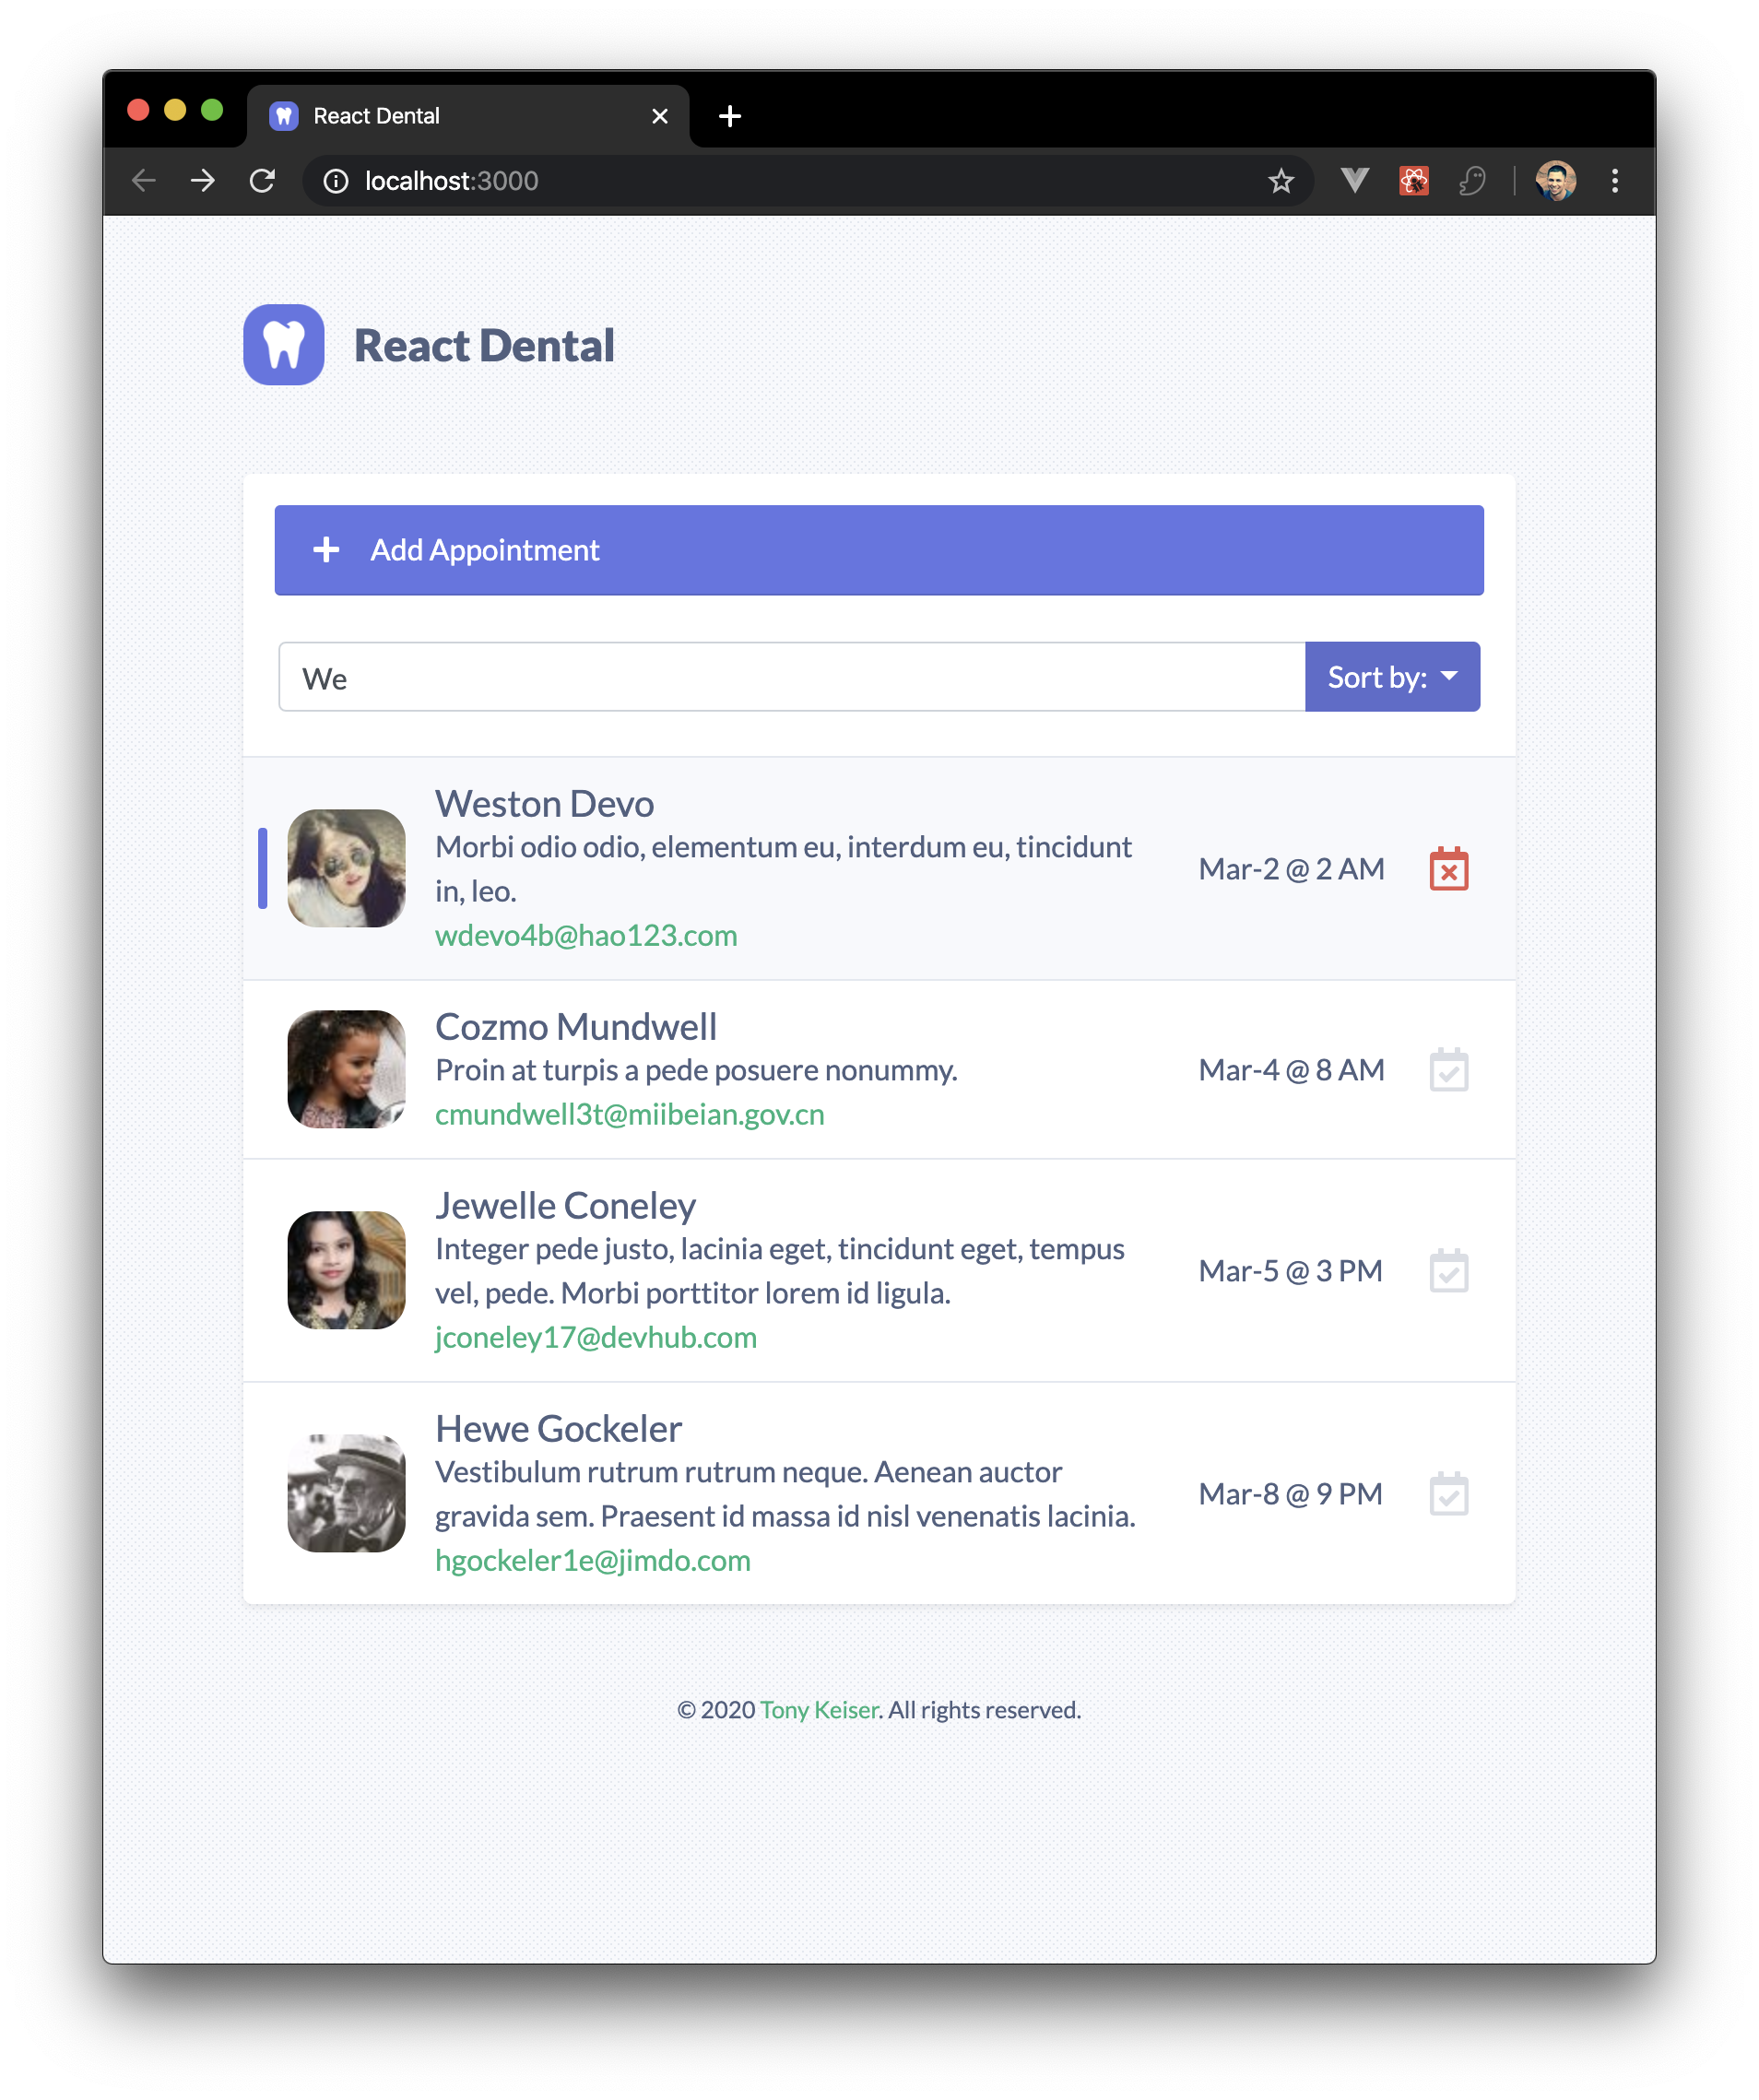 React Dental
localhost:3000
React Dental
Add Appointment
We
Sort by:
Weston Devo
Morbi odio odio, elementum eu, interdum eu, tincidunt
in, leo.
wdevo4b@hao123.com
Mar-2 @ 2 AM
Cozmo Mundwell
Proin at turpis a pede posuere nonummy.
cmundwell3t@miibeian.gov.cn
Mar-4 @ 8 AM
Jewelle Coneley
Integer pede justo, lacinia eget, tincidunt eget, tempus
vel, pede. Morbi porttitor lorem id ligula.
jconeley17@devhub.com
Mar-5 @ 3 PM
Hewe Gockeler
Vestibulum rutrum rutrum neque. Aenean auctor
gravida sem. Praesent id massa id nisl venenatis lacinia.
hgockeler1e@jimdo.com
Mar-8 @ 9 PM
© 2020 Tony Keiser. All rights reserved.